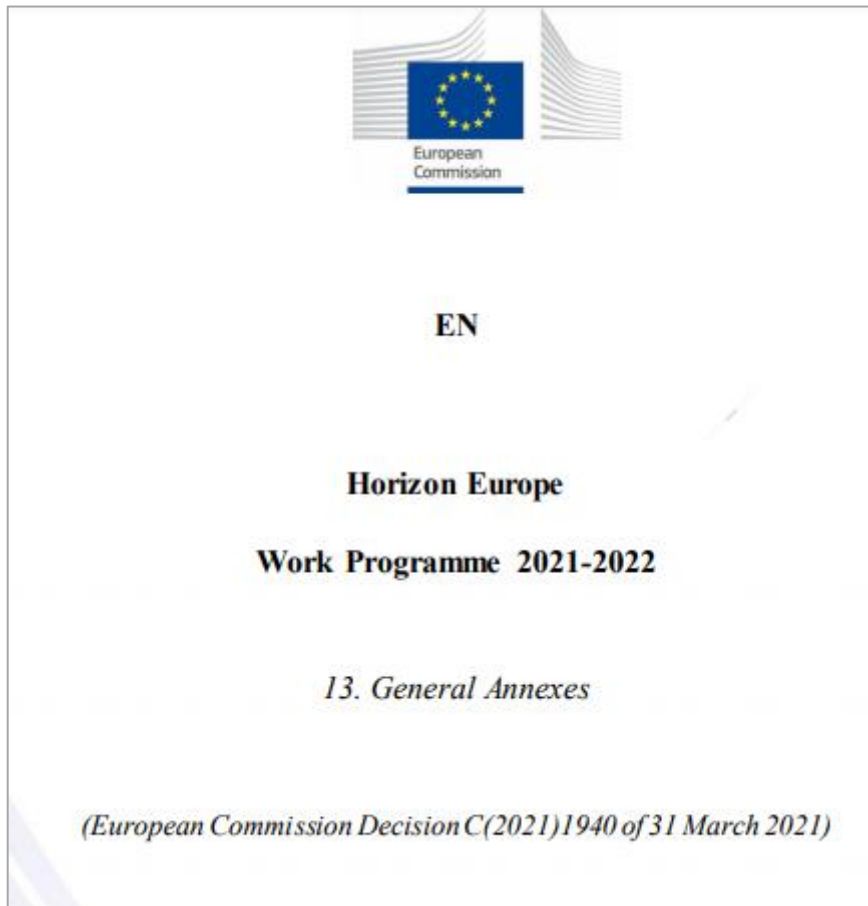 European
Commission
EN
Horizon Europe
Work Programme 2021-2022
13. General Annexes
(European Commission Decision C(2021)1940 of 31 March 2021)